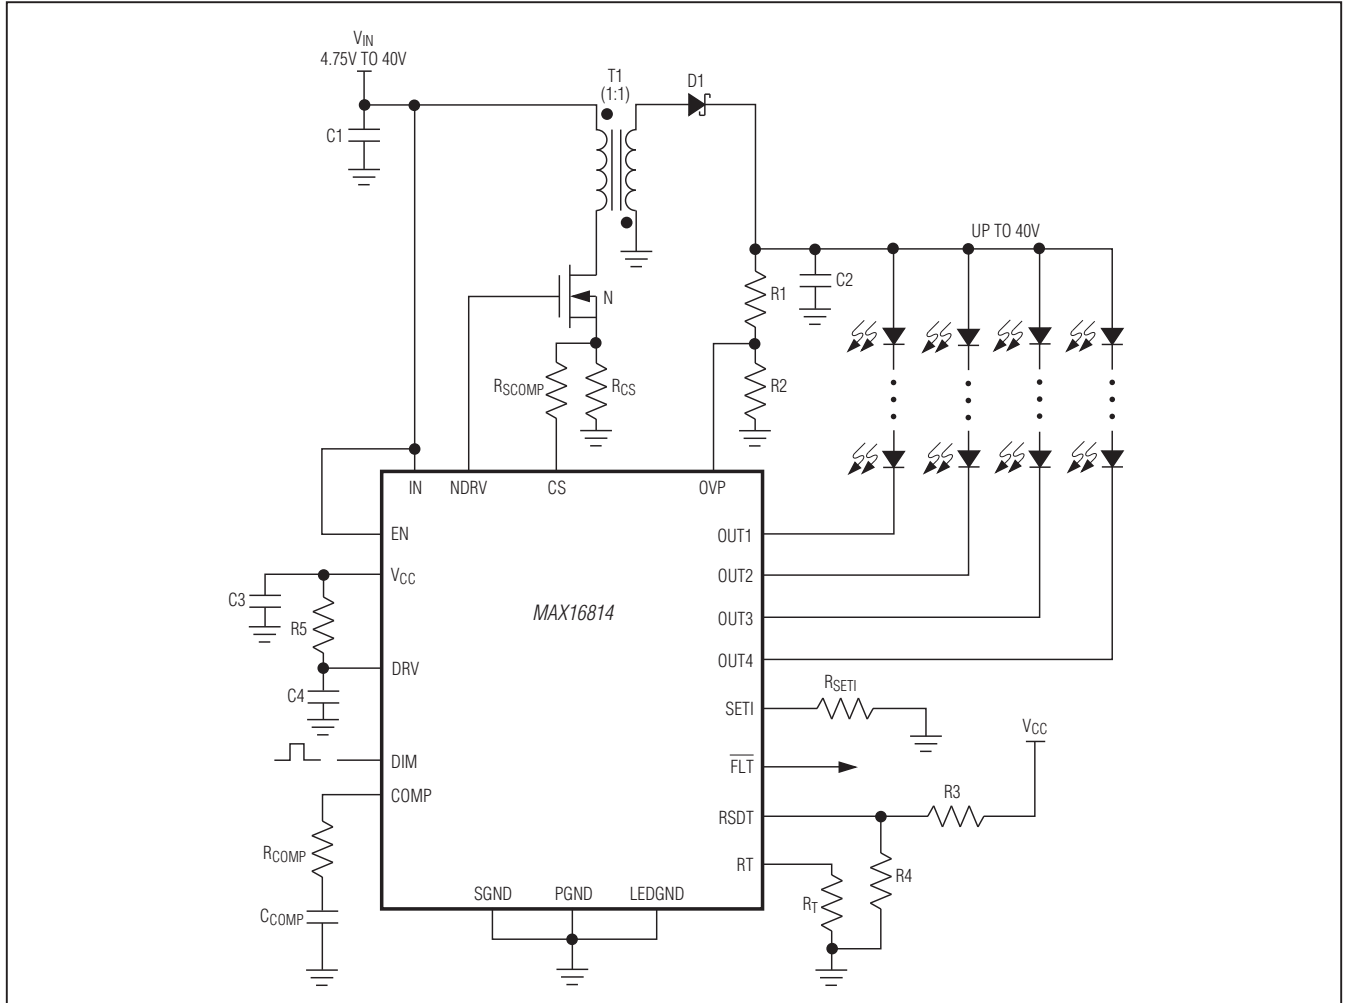 VIN
4.75V TO 40V
T1
(1:1)
D1
C1
UP TO 40V
C2
R1
N
RSCOMP
RCS
R2
IN
NDRV
CS
OVP
EN
OUT1
VCC
OUT2
C3
R5
MAX16814
OUT3
DRV
OUT4
C4
RSETI
SETI
VCC
DIM
FLT
COMP
R3
RSDT
RCOMP
RT
R4
SGND
PGND
LEDGND
RT
CCOMP